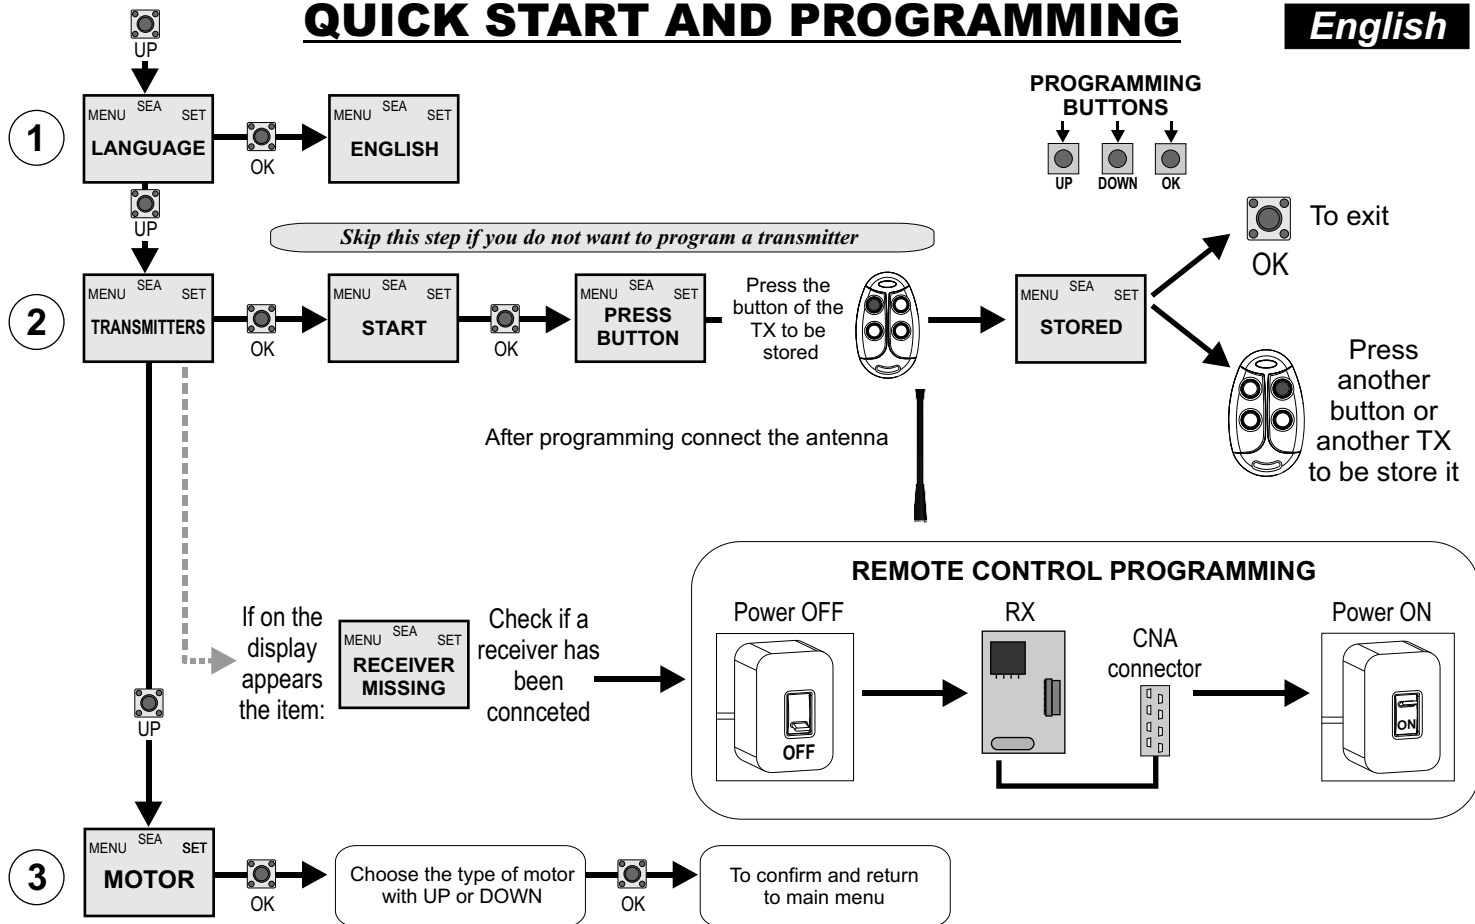 QUICK START AND PROGRAMMING
English
UP
PROGRAMMING
BUTTONS
UP DOWN OK
1
MENU SEA SET
LANGUAGE
OK
MENU SEA SET
ENGLISH
UP
Skip this step if you do not want to program a transmitter
2
MENU SEA SET
TRANSMITTERS
OK
MENU SEA SET
START
OK
MENU SEA SET
PRESS
BUTTON
Press the
button of the
TX to be
stored
MENU SEA SET
STORED
To exit
OK
Press
another
button or
another TX
to be store it
After programming connect the antenna
If on the
display
appears
the item:
MENU SEA SET
RECEIVER
MISSING
Check if a
receiver has
been
connceted
REMOTE CONTROL PROGRAMMING
Power OFF
OFF
RX
CNA
connector
Power ON
ON
UP
3
MENU SEA SET
MOTOR
OK
Choose the type of motor
with UP or DOWN
OK
To confirm and return
to main menu